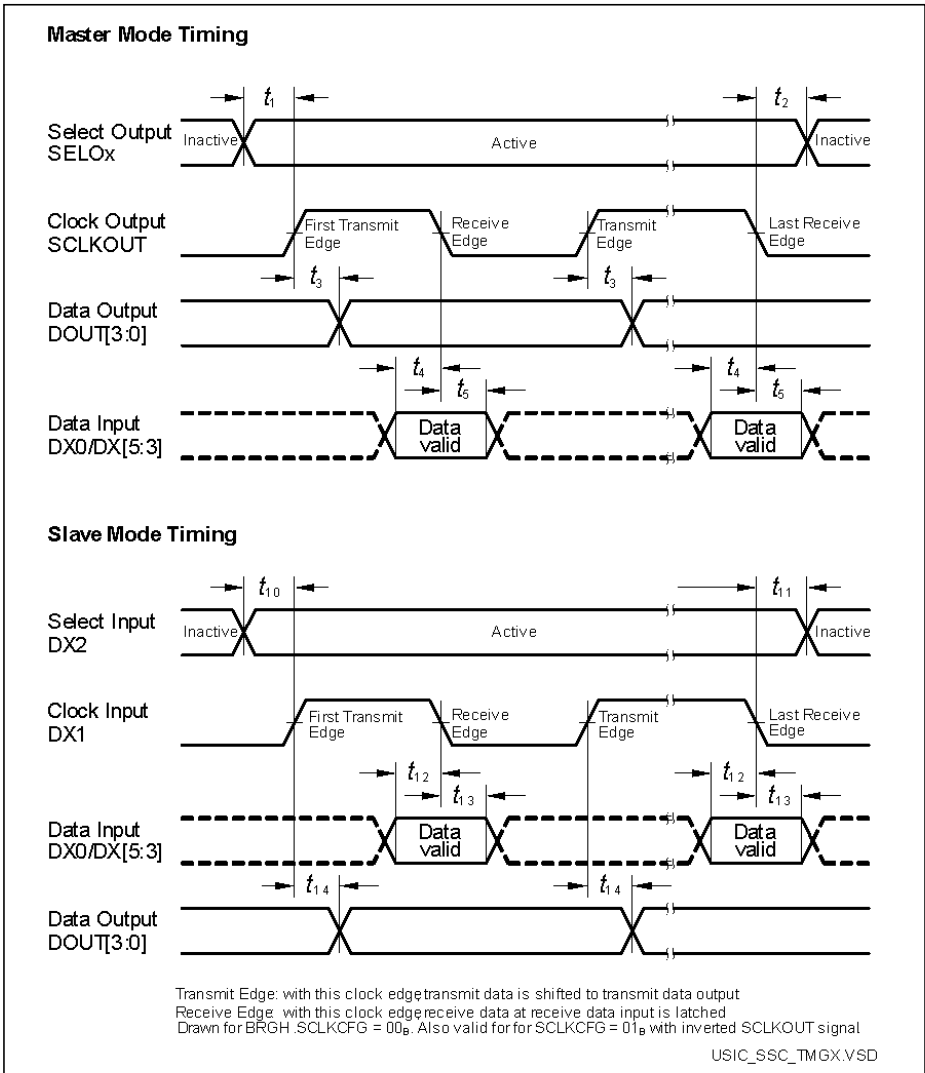 Master Mode Timing
t1
t2
Select Output
SELOx
Inactive
Active
Inactive
Clock Output
SCLKOUT
First Transmit
Edge
Receive
Edge
Transmit
Edge
Last Receive
Edge
t3
t3
Data Output
DOUT[3:0]
t4
t5
t4
t5
Data Input
DX0/DX[5:3]
Data
valid
Data
valid
Slave Mode Timing
t10
t11
Select Input
DX2
Inactive
Active
Inactive
Clock Input
DX1
First Transmit
Edge
Receive
Edge
Transmit
Edge
Last Receive
Edge
t12
t13
t12
t13
Data Input
DX0/DX[5:3]
Data
valid
Data
valid
t14
t14
Data Output
DOUT[3:0]
Transmit Edge: with this clock edge, transmit data is shifted to transmit data output
Receive Edge: with this clock edge, receive data at receive data input is latched
Drawn for BRGH .SCLKCFG = 00B. Also valid for for SCLKCFG = 01B with inverted SCLKOUT signal
USIC_SSC_TMGX.VSD